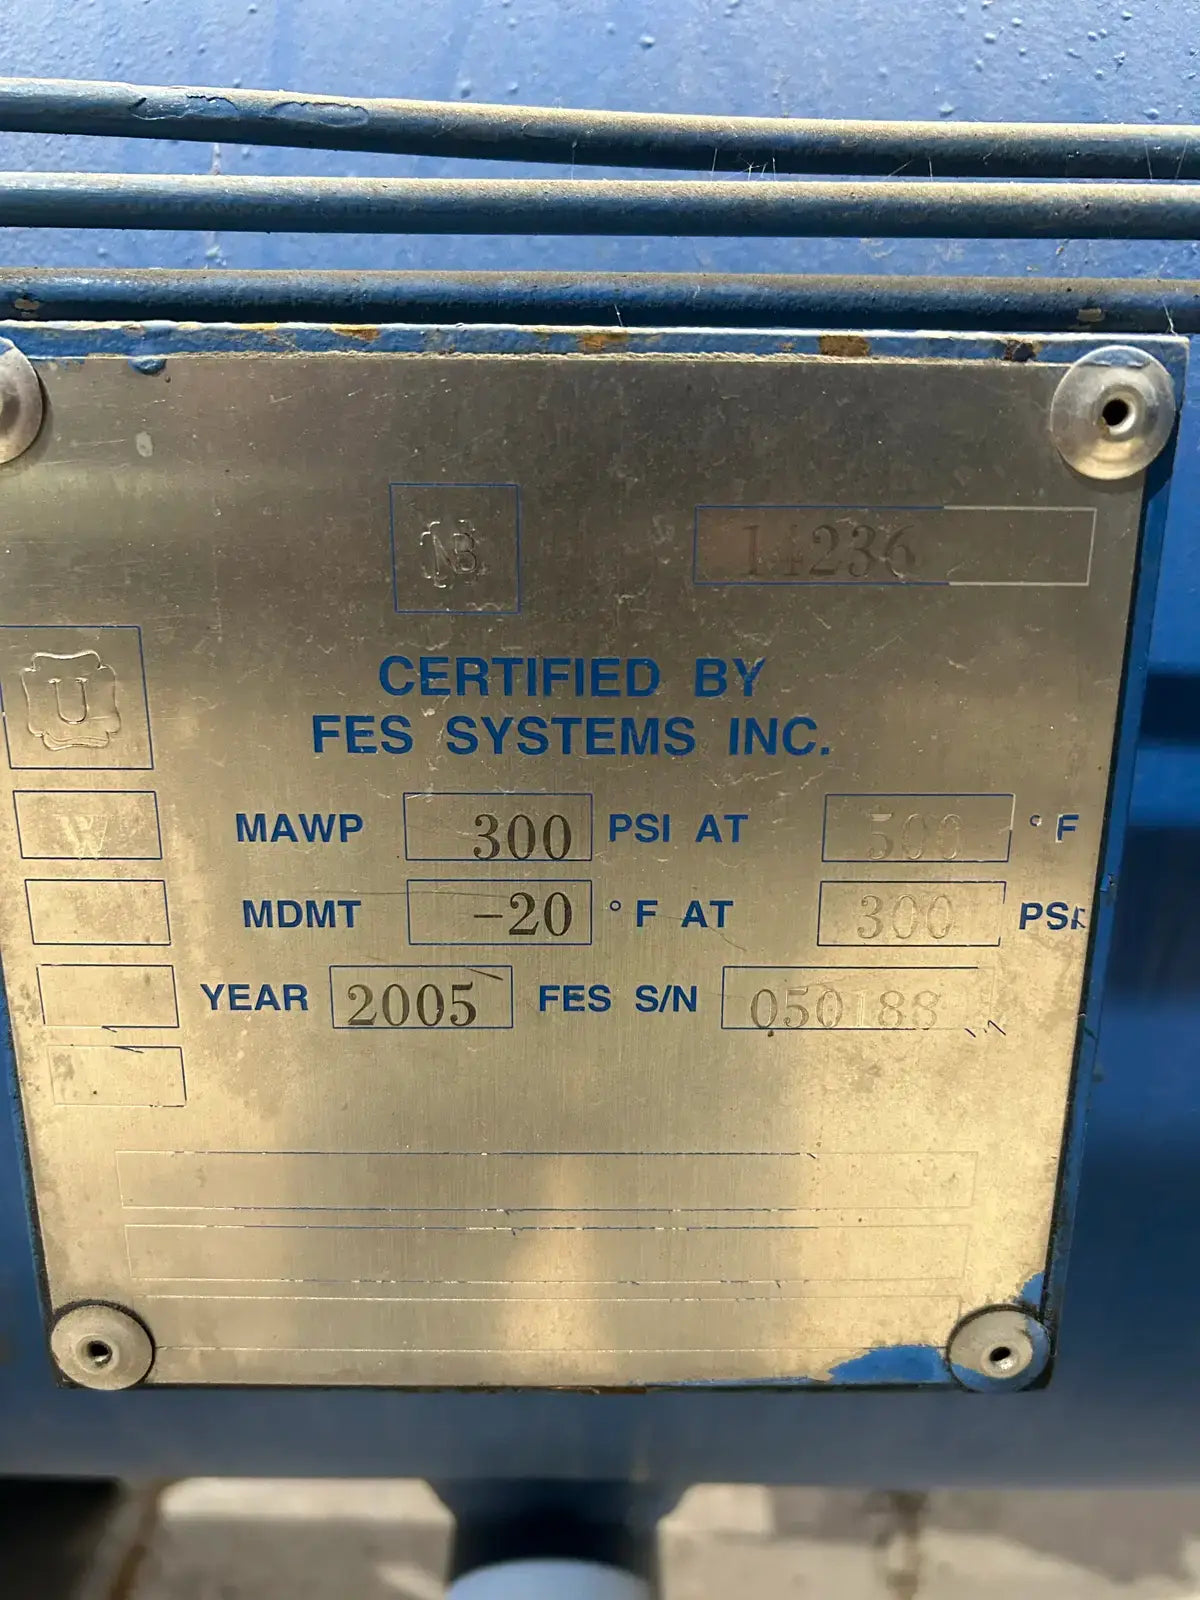 NB 14236
U
CERTIFIED BY
FES SYSTEMS INC.
W MAWP 300 PSI AT 500 °F
MDMT -20 °F AT 300 PSI
YEAR 2005 FES S/N 050188